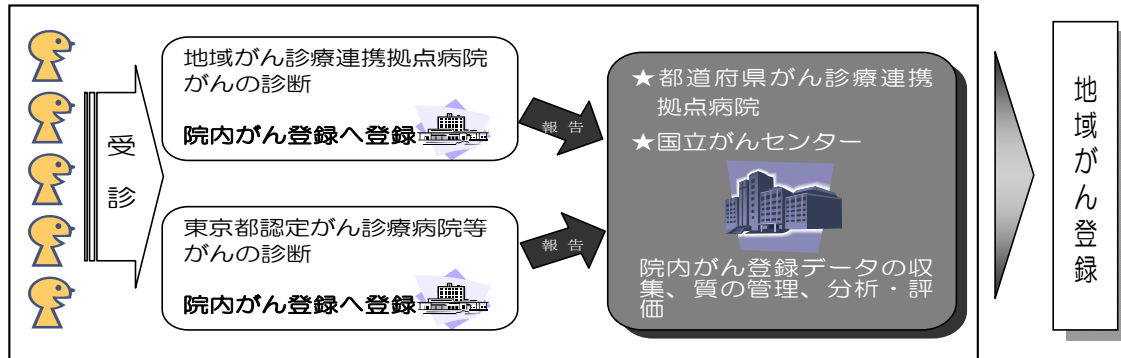 受診
地域がん診療連携拠点病院
がんの診断
院内がん登録へ登録
報告
東京都認定がん診療病院等
がんの診断
院内がん登録へ登録
報告
★都道府県がん診療連携
拠点病院
★国立がんセンター
院内がん登録データの収
集、質の管理、分析・評
価
地域がん登録